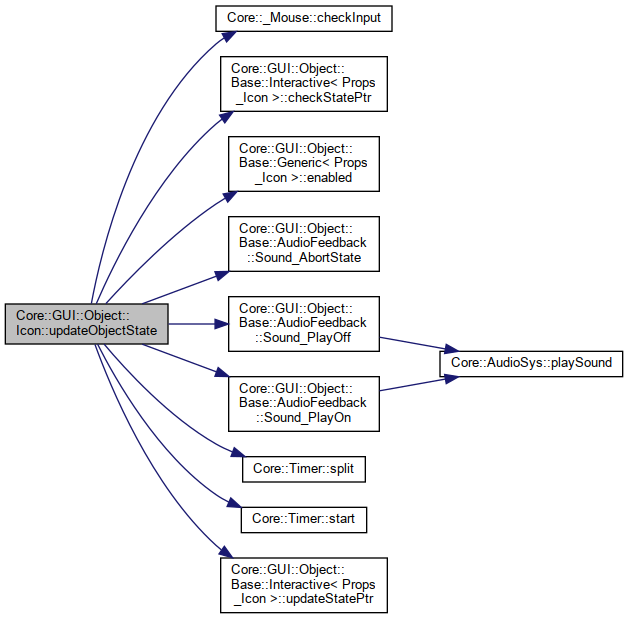 Core::_Mouse::checkInput
Core::GUI::Object::
Base::Interactive< Props
_Icon >::checkStatePtr
Core::GUI::Object::
Base::Generic< Props
_Icon >::enabled
Core::GUI::Object::
Base::AudioFeedback
::Sound_AbortState
Core::GUI::Object::
Icon::updateObjectState
Core::GUI::Object::
Base::AudioFeedback
::Sound_PlayOff
Core::AudioSys::playSound
Core::GUI::Object::
Base::AudioFeedback
::Sound_PlayOn
Core::Timer::split
Core::Timer::start
Core::GUI::Object::
Base::Interactive< Props
_Icon >::updateStatePtr